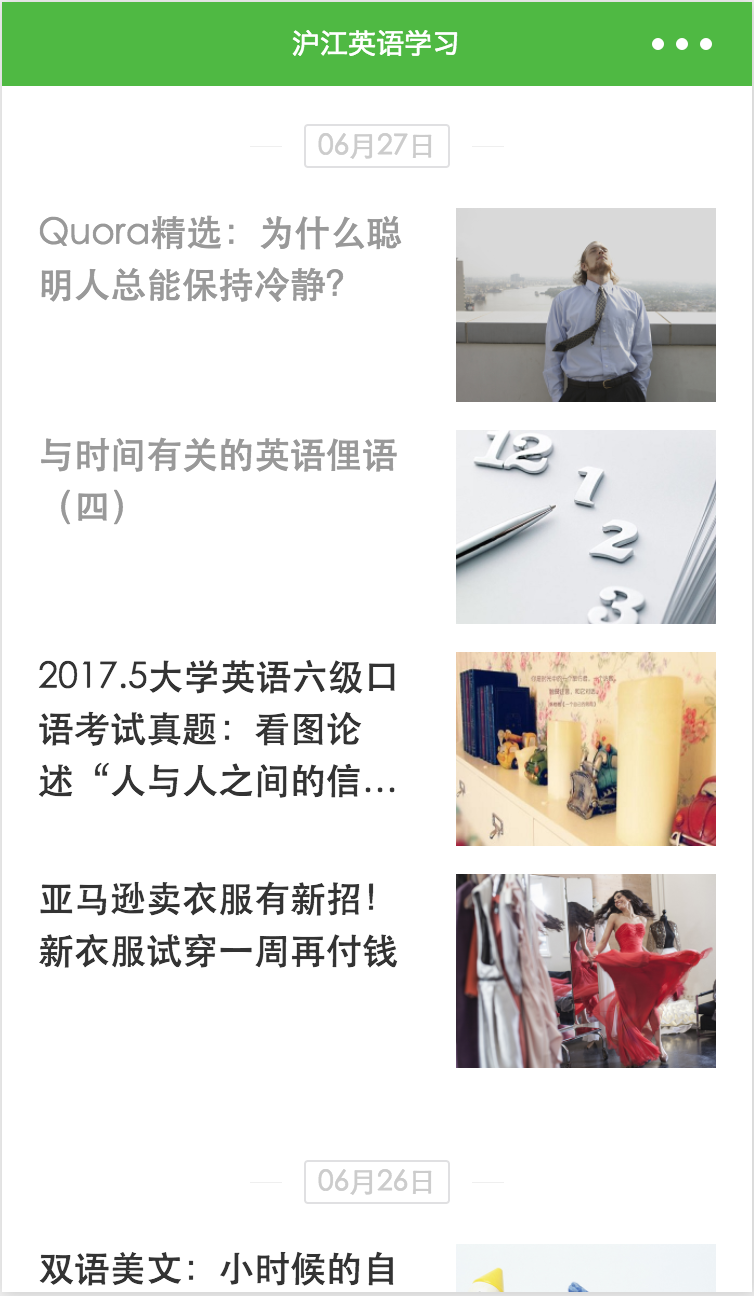 沪江英语学习
06月27日
Quora精选：为什么聪
明人总能保持冷静？
与时间有关的英语俚语
（四）
12
1
2
3
2017.5大学英语六级口
语考试真题：看图论
述“人与人之间的信...
亚马逊卖衣服有新招！
新衣服试穿一周再付钱
06月26日
双语美文：小时候的自